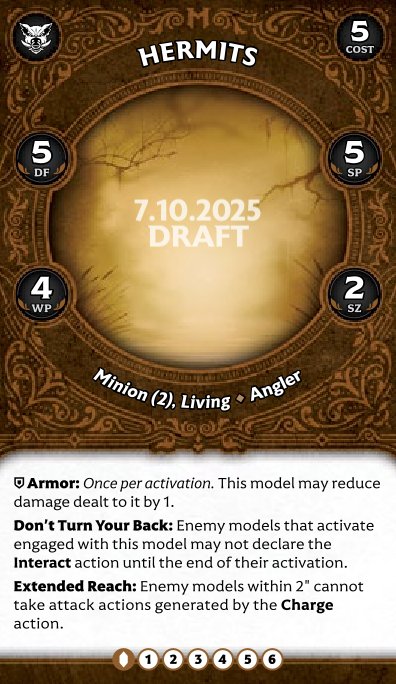 M
HERMITS
5
COST
5
DF
5
SP
7.10.2025
DRAFT
4
WP
2
SZ
Minion (2), Living ♦ Angler
Armor: Once per activation. This model may reduce
damage dealt to it by 1.
Don't Turn Your Back: Enemy models that activate
engaged with this model may not declare the
Interact action until the end of their activation.
Extended Reach: Enemy models within 2" cannot
take attack actions generated by the Charge
action.
1 2 3 4 5 6